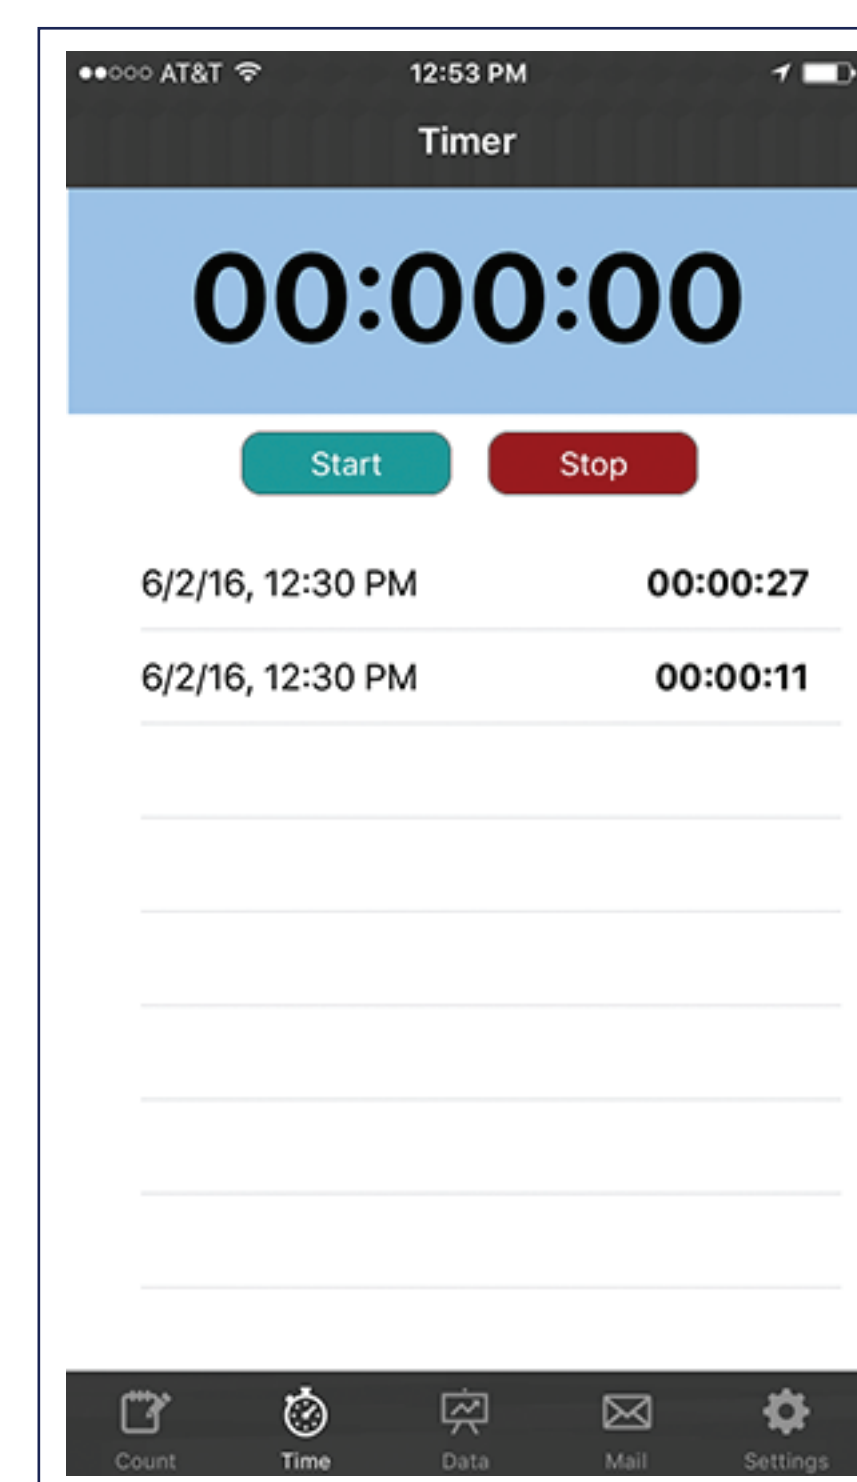 AT&T 12:53 PM
Timer
00:00:00
Start Stop
6/2/16, 12:30 PM 00:00:27
6/2/16, 12:30 PM 00:00:11
Count Time Data Mail Settings